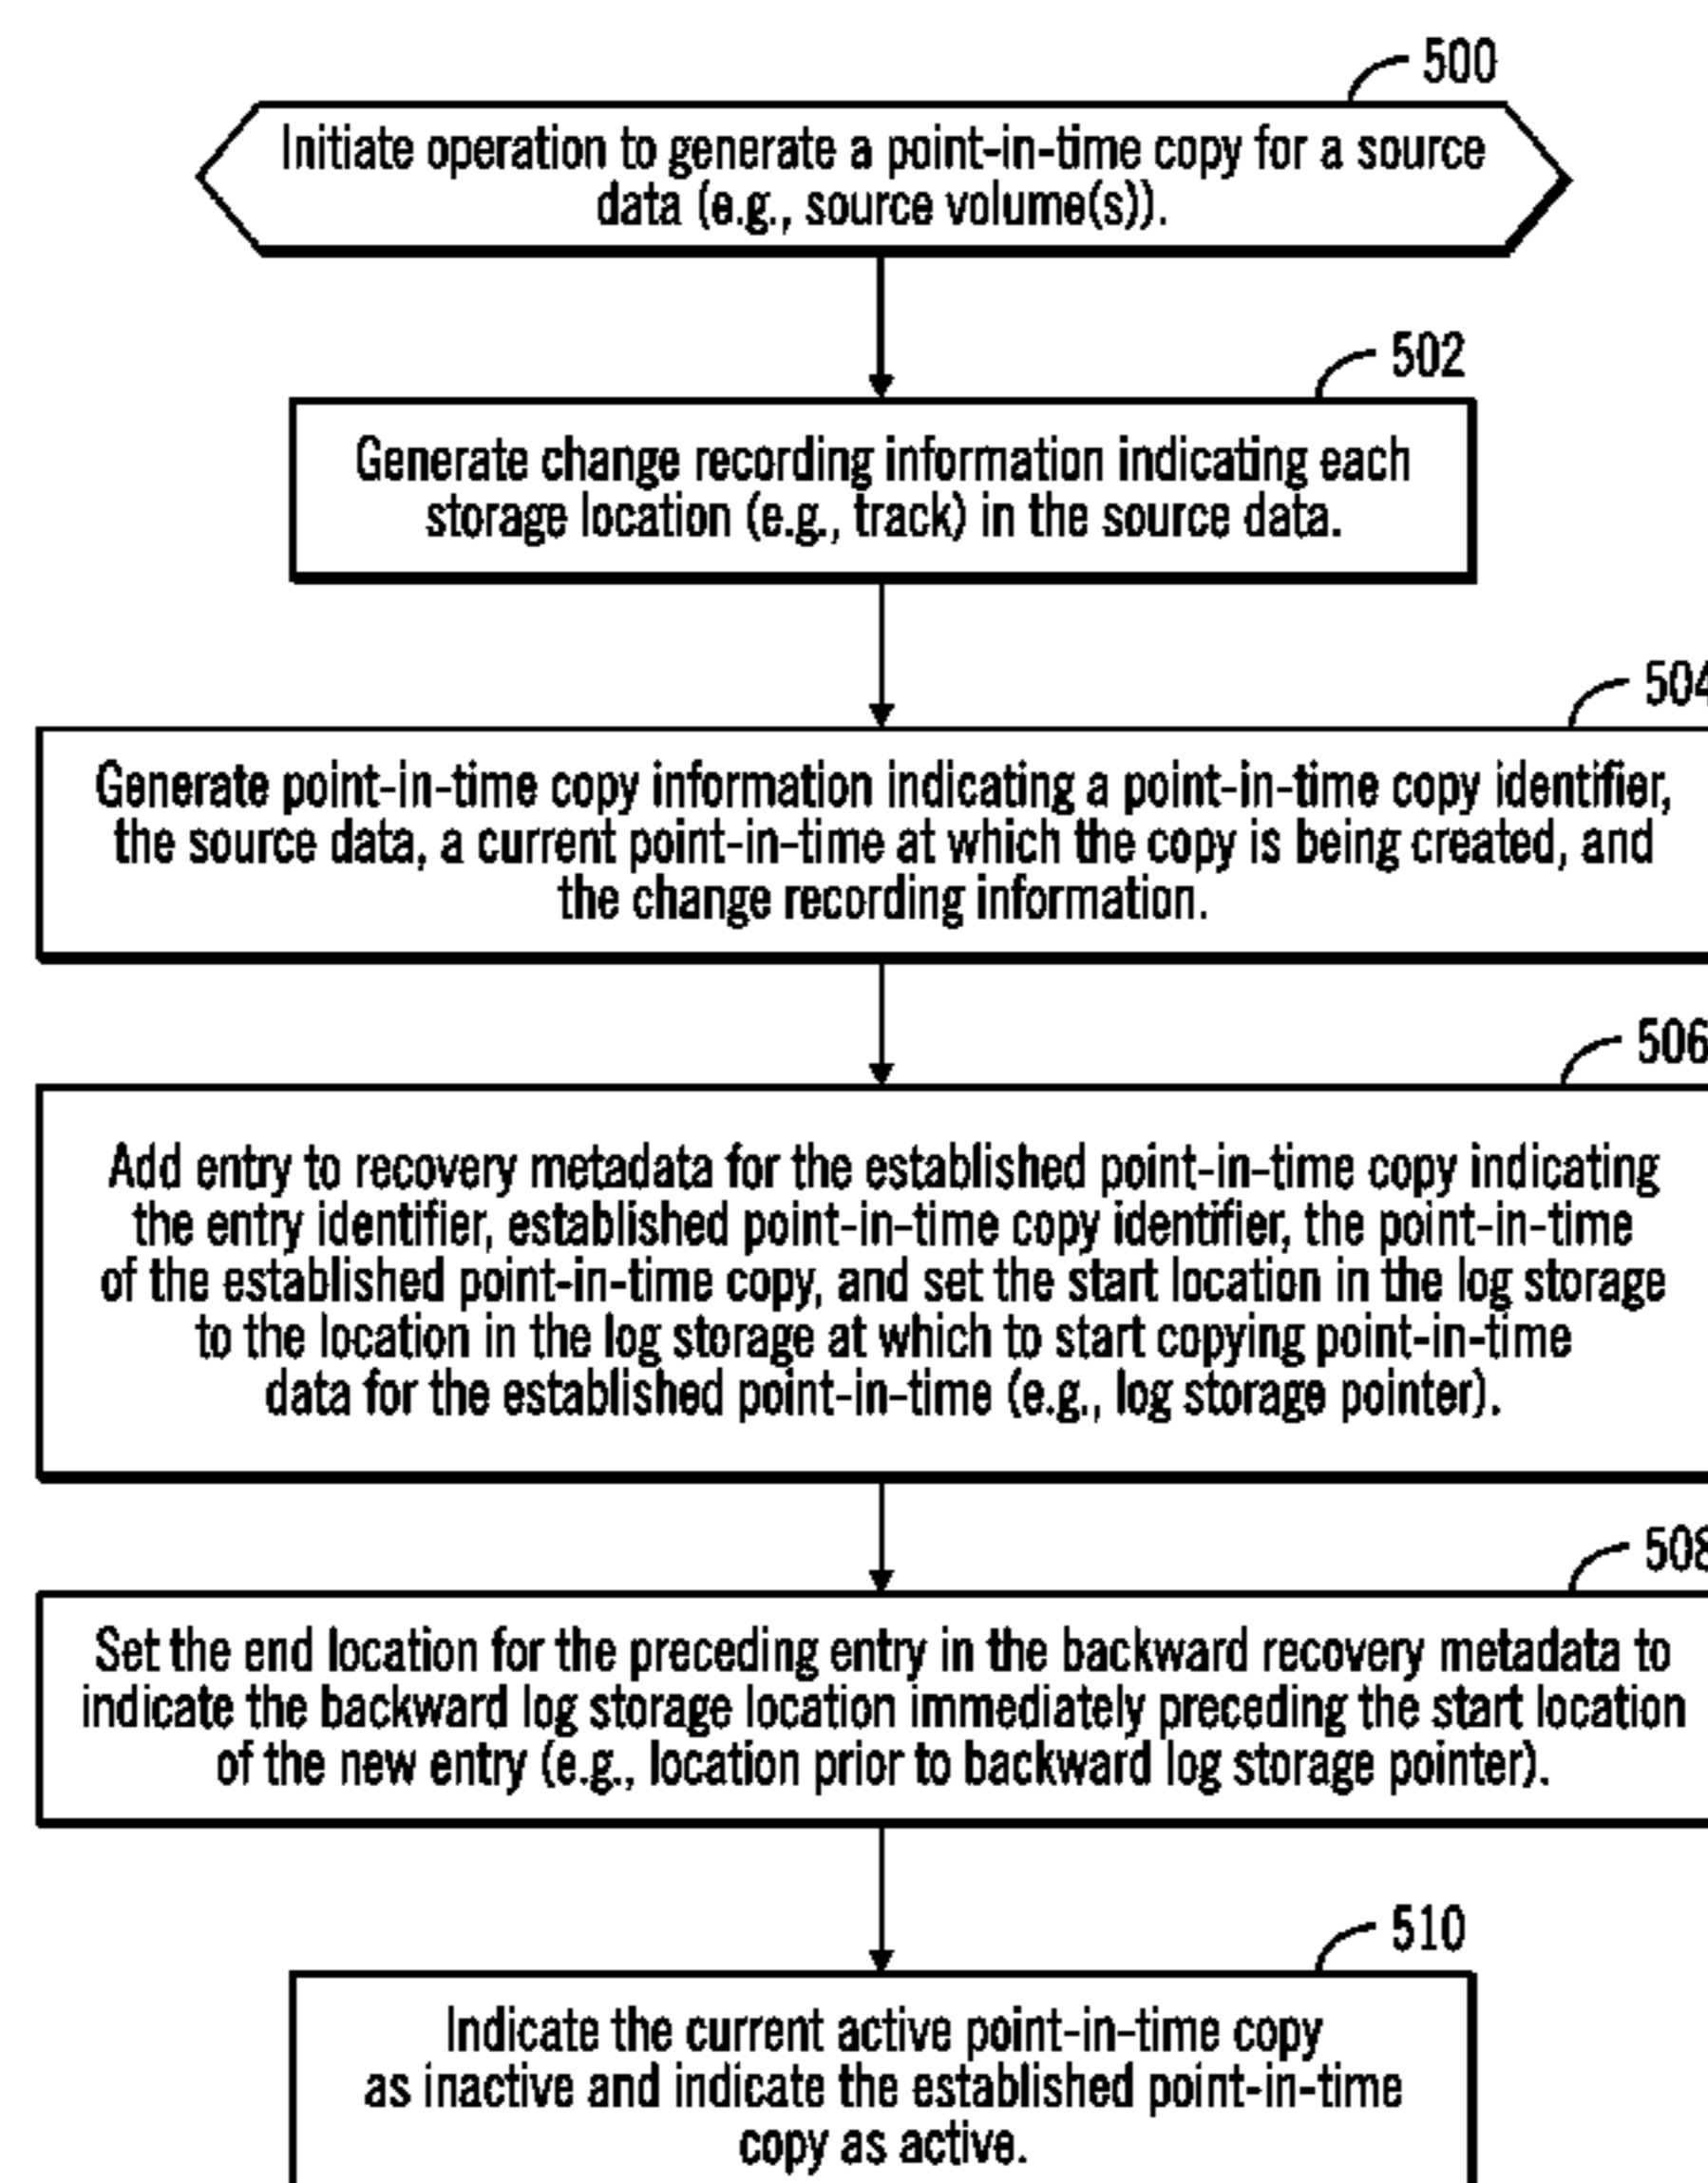 500
Initiate operation to generate a point-in-time copy for a source
data (e.g., source volume(s)).
502
Generate change recording information indicating each
storage location (e.g., track) in the source data.
504
Generate point-in-time copy information indicating a point-in-time copy identifier,
the source data, a current point-in-time at which the copy is being created, and
the change recording information.
506
Add entry to recovery metadata for the established point-in-time copy indicating
the entry identifier, established point-in-time copy identifier, the point-in-time
of the established point-in-time copy, and set the start location in the log storage
to the location in the log storage at which to start copying point-in-time
data for the established point-in-time (e.g., log storage pointer).
508
Set the end location for the preceding entry in the backward recovery metadata to
indicate the backward log storage location immediately preceding the start location
of the new entry (e.g., location prior to backward log storage pointer).
510
Indicate the current active point-in-time copy
as inactive and indicate the established point-in-time
copy as active.